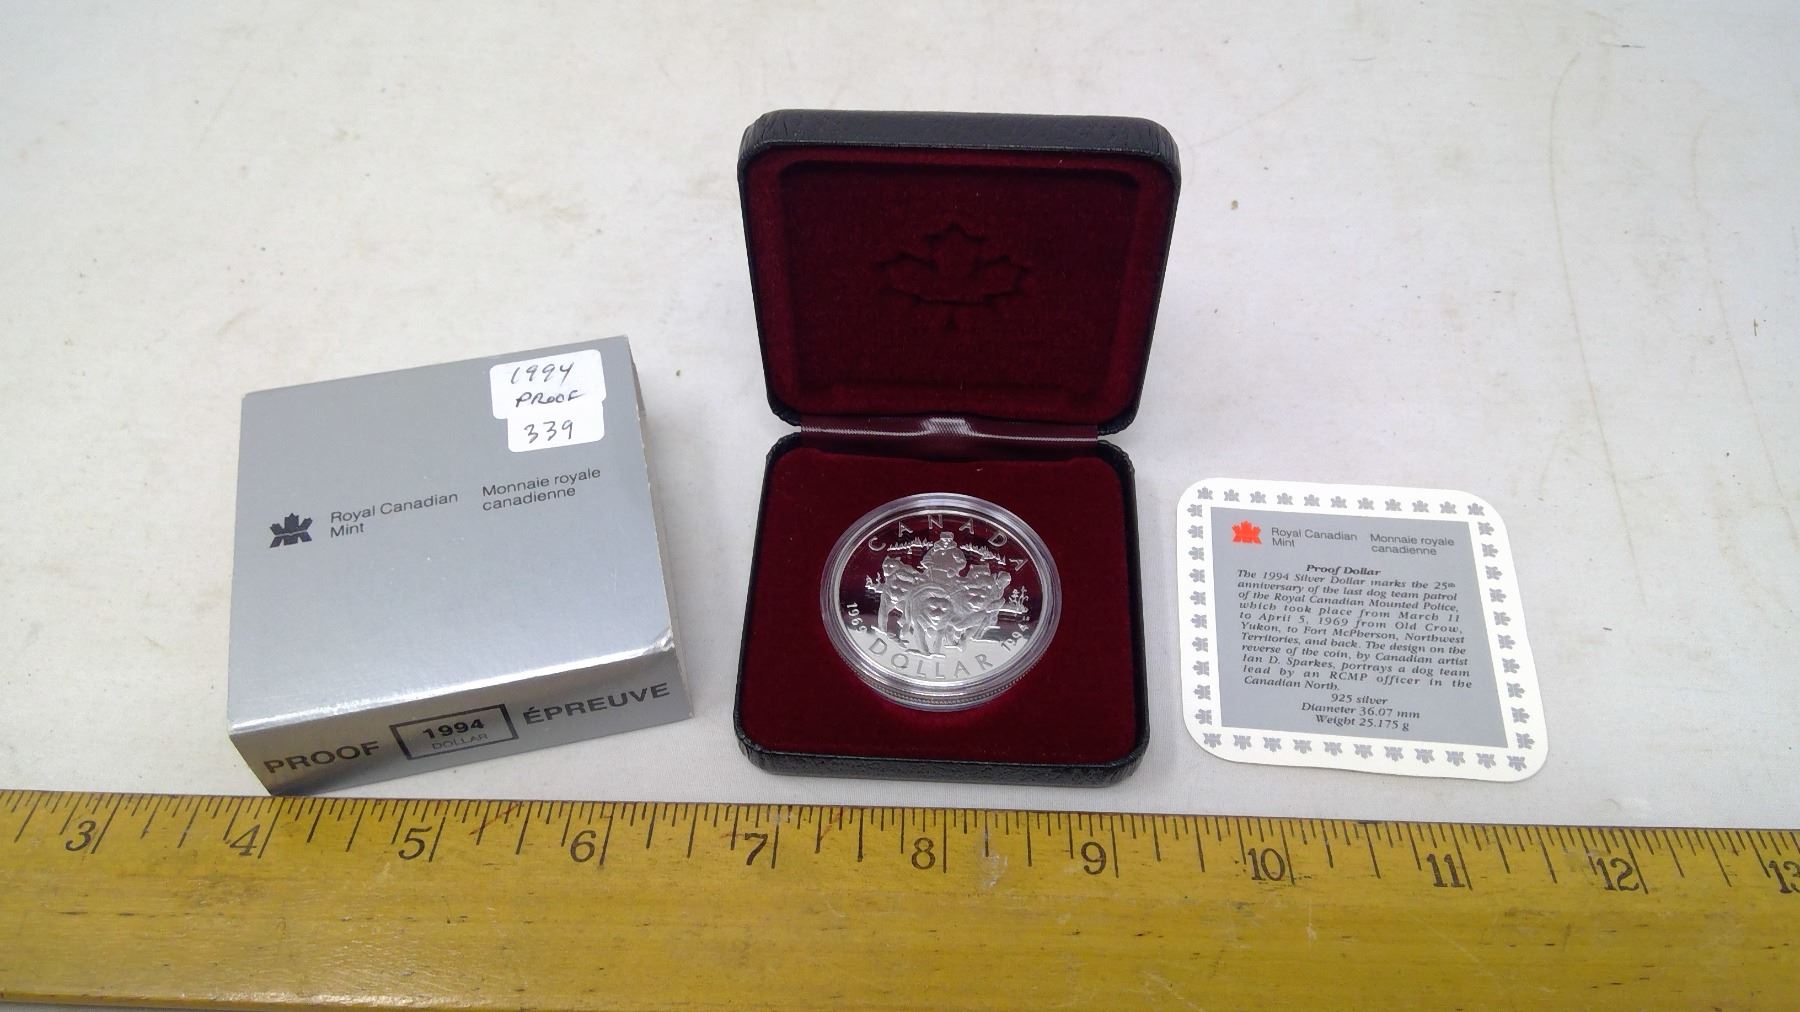 1994
PROOF
339
Royal Canadian
Mint
Monnaie royale
canadienne
PROOF
1994
DOLLAR
ÉPREUVE
CANADA
1969
DOLLAR
1994
Royal Canadian
Mint
Monnaie royale
canadienne
Proof Dollar
The 1994 Silver Dollar marks the 25th
anniversary of the last dog team patrol
of the Royal Canadian Mounted Police,
which took place from March 11
to April 5, 1969 from Old Crow,
Yukon, to Fort McPherson, Northwest
Territories, and back. The design on the
reverse of the coin, by Canadian artist
Ian D. Sparkes, portrays a dog team
lead by an RCMP officer in the
Canadian North.
925 silver
Diameter 36.07 mm
Weight 25.175 g
3 4 5 6 7 8 9 10 11 12 13